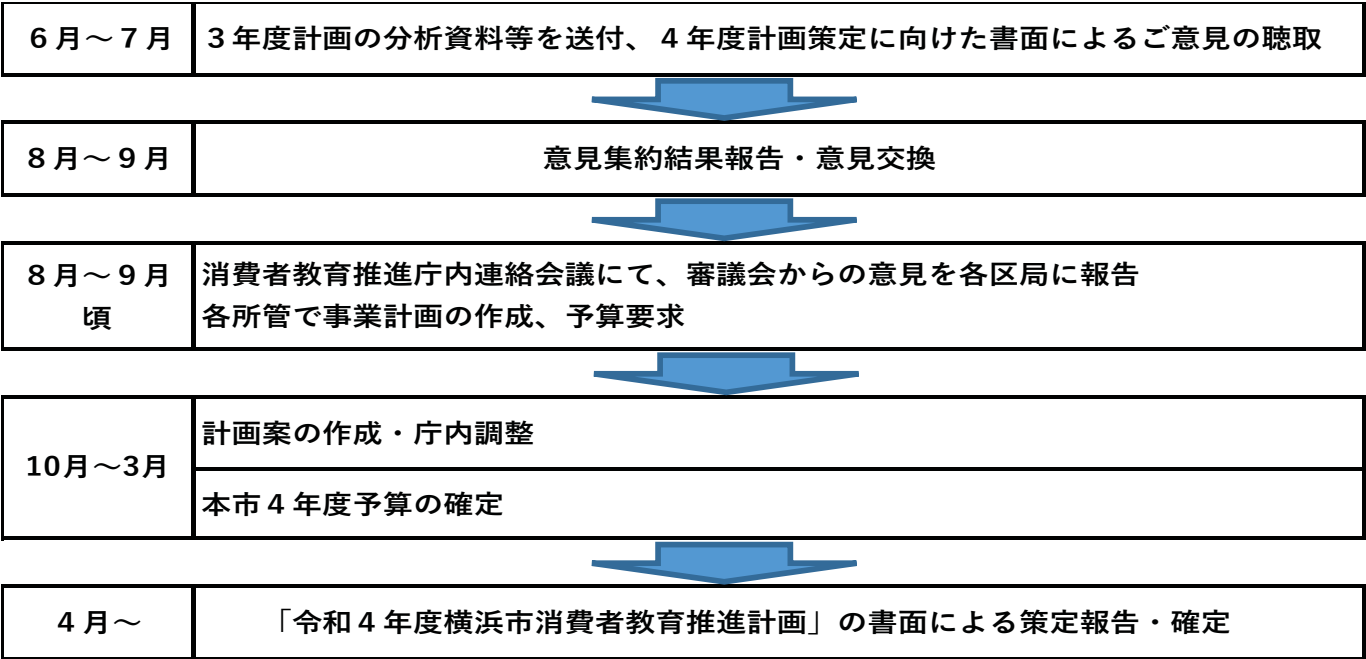 ６月～７月
３年度計画の分析資料等を送付、４年度計画策定に向けた書面によるご意見の聴取
８月～９月
意見集約結果報告・意見交換
８月～９月
頃
消費者教育推進庁内連絡会議にて、審議会からの意見を各区局に報告
各所管で事業計画の作成、予算要求
10月～3月
計画案の作成・庁内調整
本市４年度予算の確定
４月～
「令和４年度横浜市消費者教育推進計画」の書面による策定報告・確定